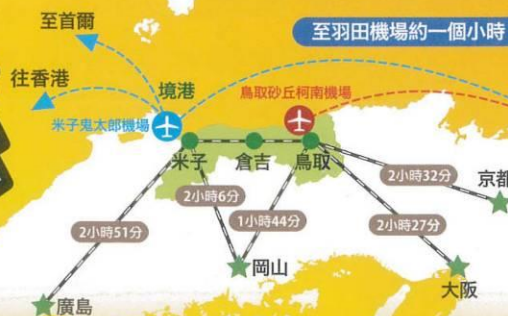 至首爾
至羽田機場約一個小時
往香港
境港
鳥取砂丘柯南機場
米子鬼太郎機場
米子
倉吉
鳥取
2小時32分
京都
2小時6分
1小時44分
2小時27分
2小時51分
岡山
大阪
廣島